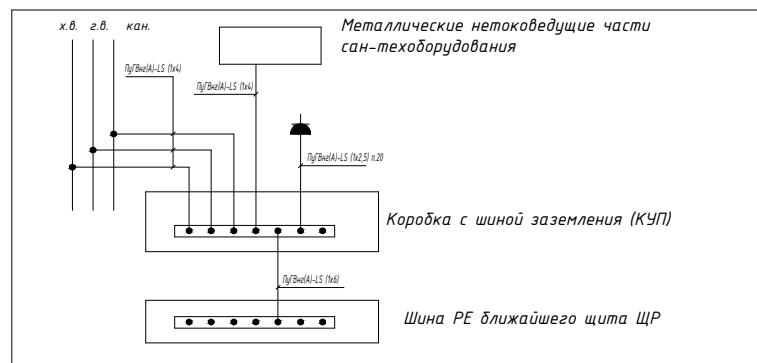 х.в. г.в. кан.
Металлические нетоковедущие части
сан-техоборудования
ПуГВнг(А)-LS (1х4)
ПуГВнг(А)-LS (1х4)
ПуГВнг(А)-LS (1х2,5) п.20
Коробка с шиной заземления (КУП)
ПуГВнг(А)-LS (1х6)
Шина РЕ ближайшего щита ЩР